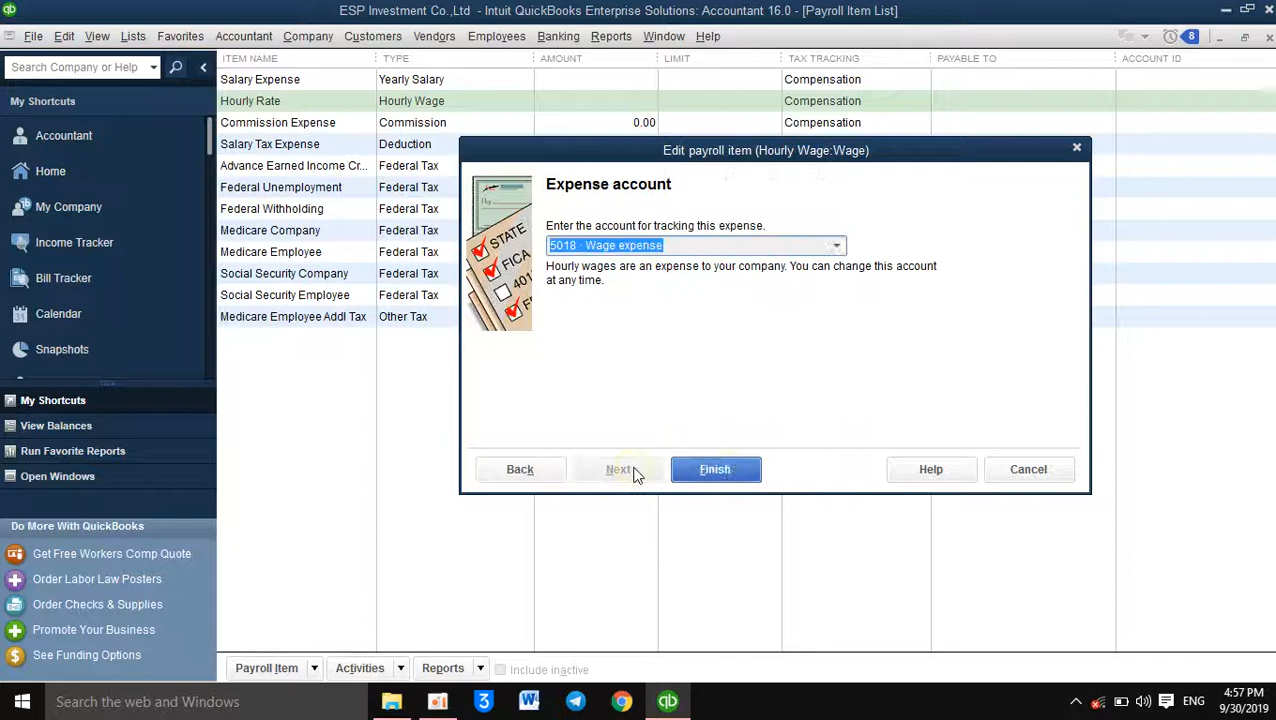 ESP Investment Co.,Ltd - Intuit QuickBooks Enterprise Solutions: Accountant 16.0 - [Payroll Item List]
File Edit View Lists Favorites Accountant Company Customers Vendors Employees Banking Reports Window Help 8
Search Company or Help
My Shortcuts
Accountant
Home
My Company
Income Tracker
Bill Tracker
Calendar
Snapshots
My Shortcuts
View Balances
Run Favorite Reports
Open Windows
Do More With QuickBooks
Get Free Workers Comp Quote
Order Labor Law Posters
Order Checks & Supplies
Promote Your Business
See Funding Options
ITEM NAME TYPE AMOUNT LIMIT TAX TRACKING PAYABLE TO ACCOUNT ID
Salary Expense Yearly Salary Compensation
Hourly Rate Hourly Wage Compensation
Commission Expense Commission 0.00 Compensation
Salary Tax Expense Deduction
Advance Earned Income Cr... Federal Tax
Federal Unemployment Federal Tax
Federal Withholding Federal Tax
Medicare Company Federal Tax
Medicare Employee Federal Tax
Social Security Company Federal Tax
Social Security Employee Federal Tax
Medicare Employee Addl Tax Other Tax
Edit payroll item (Hourly Wage:Wage)
STATE
FICA
401
Expense account
Enter the account for tracking this expense.
5018 · Wage expense
Hourly wages are an expense to your company. You can change this account
at any time.
Back Next Finish Help Cancel
Payroll Item Activities Reports Include inactive
Search the web and Windows
ENG
4:57 PM
9/30/2019